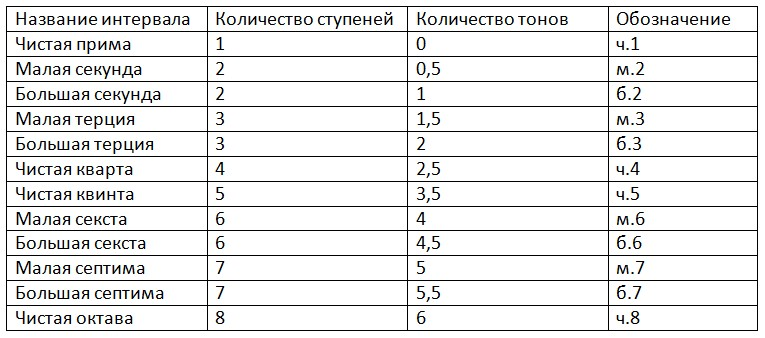 Название интервала Количество ступеней Количество тонов Обозначение
Чистая прима 1 0 ч.1
Малая секунда 2 0,5 м.2
Большая секунда 2 1 б.2
Малая терция 3 1,5 м.3
Большая терция 3 2 б.3
Чистая кварта 4 2,5 ч.4
Чистая квинта 5 3,5 ч.5
Малая секста 6 4 м.6
Большая секста 6 4,5 б.6
Малая септима 7 5 м.7
Большая септима 7 5,5 б.7
Чистая октава 8 6 ч.8